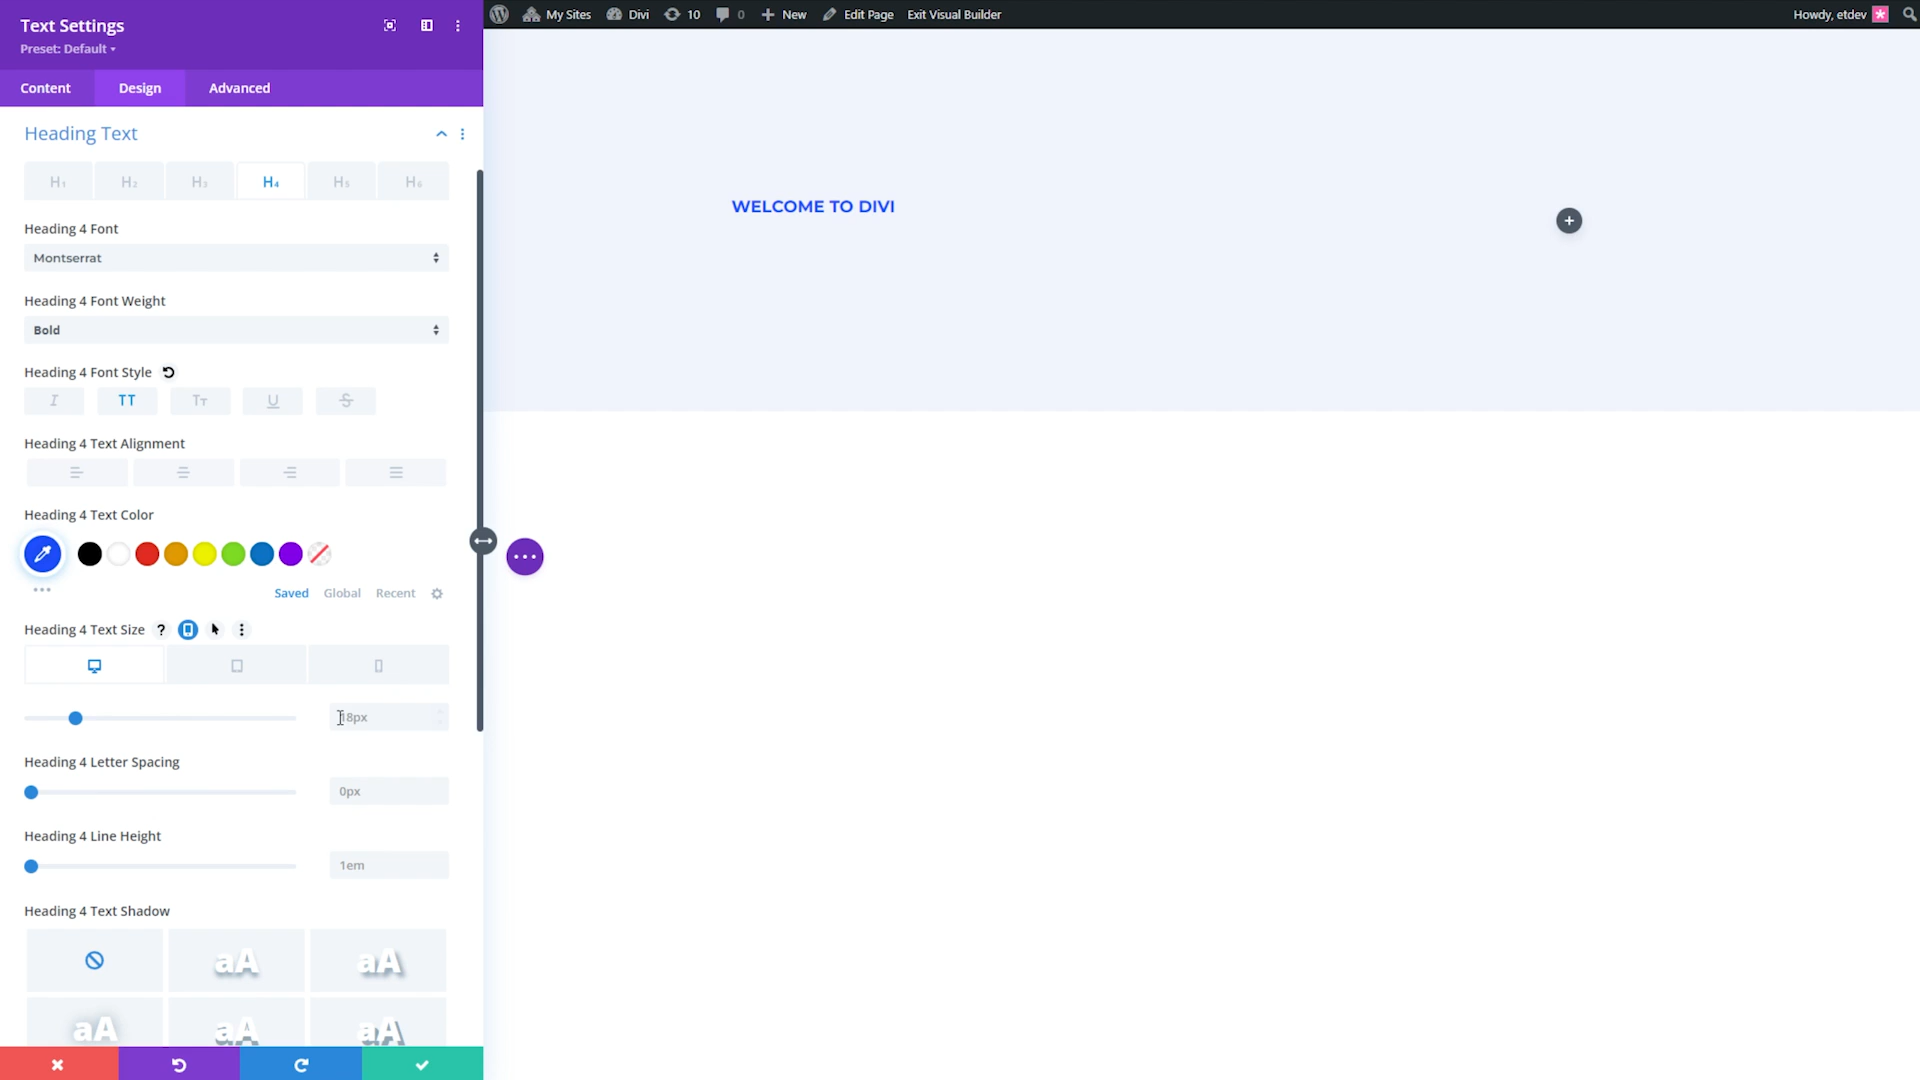 Text Settings
Preset: Default
My Sites
Divi
10
0
New
Edit Page
Exit Visual Builder
Howdy, etdev
Content
Design
Advanced
Heading Text
H1
H2
H3
H4
H5
H6
Heading 4 Font
Montserrat
Heading 4 Font Weight
Bold
Heading 4 Font Style
I
TT
Tт
U
S
Heading 4 Text Alignment
Heading 4 Text Color
Saved
Global
Recent
Heading 4 Text Size
?
18px
Heading 4 Letter Spacing
0px
Heading 4 Line Height
1em
Heading 4 Text Shadow
aA
aA
aA
aA
aA
WELCOME TO DIVI